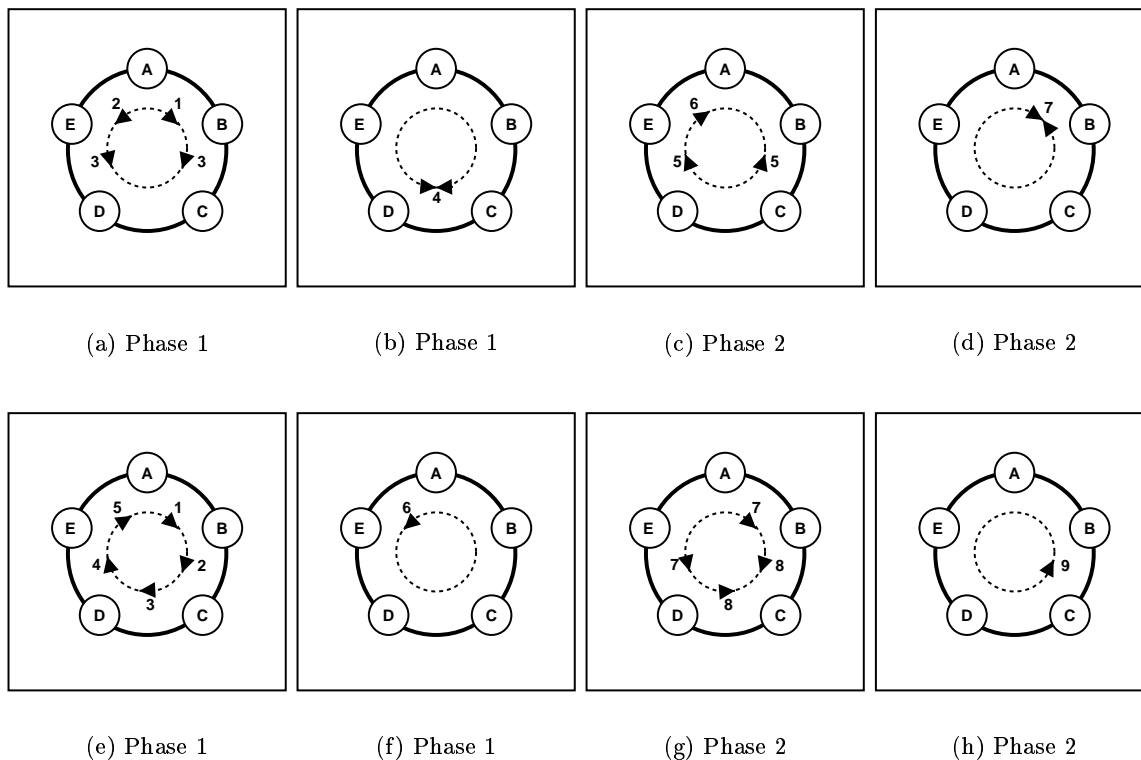 A
2 1
E B
3 3
D C
A
E B
4
D C
A
6
E B
5 5
D C
A
7
E B
D C
(a) Phase 1
(b) Phase 1
(c) Phase 2
(d) Phase 2
A
5 1
E B
4 2
3
D C
A
6
E B
D C
A
7
E B
7 8
8
D C
A
E B
9
D C
(e) Phase 1
(f) Phase 1
(g) Phase 2
(h) Phase 2